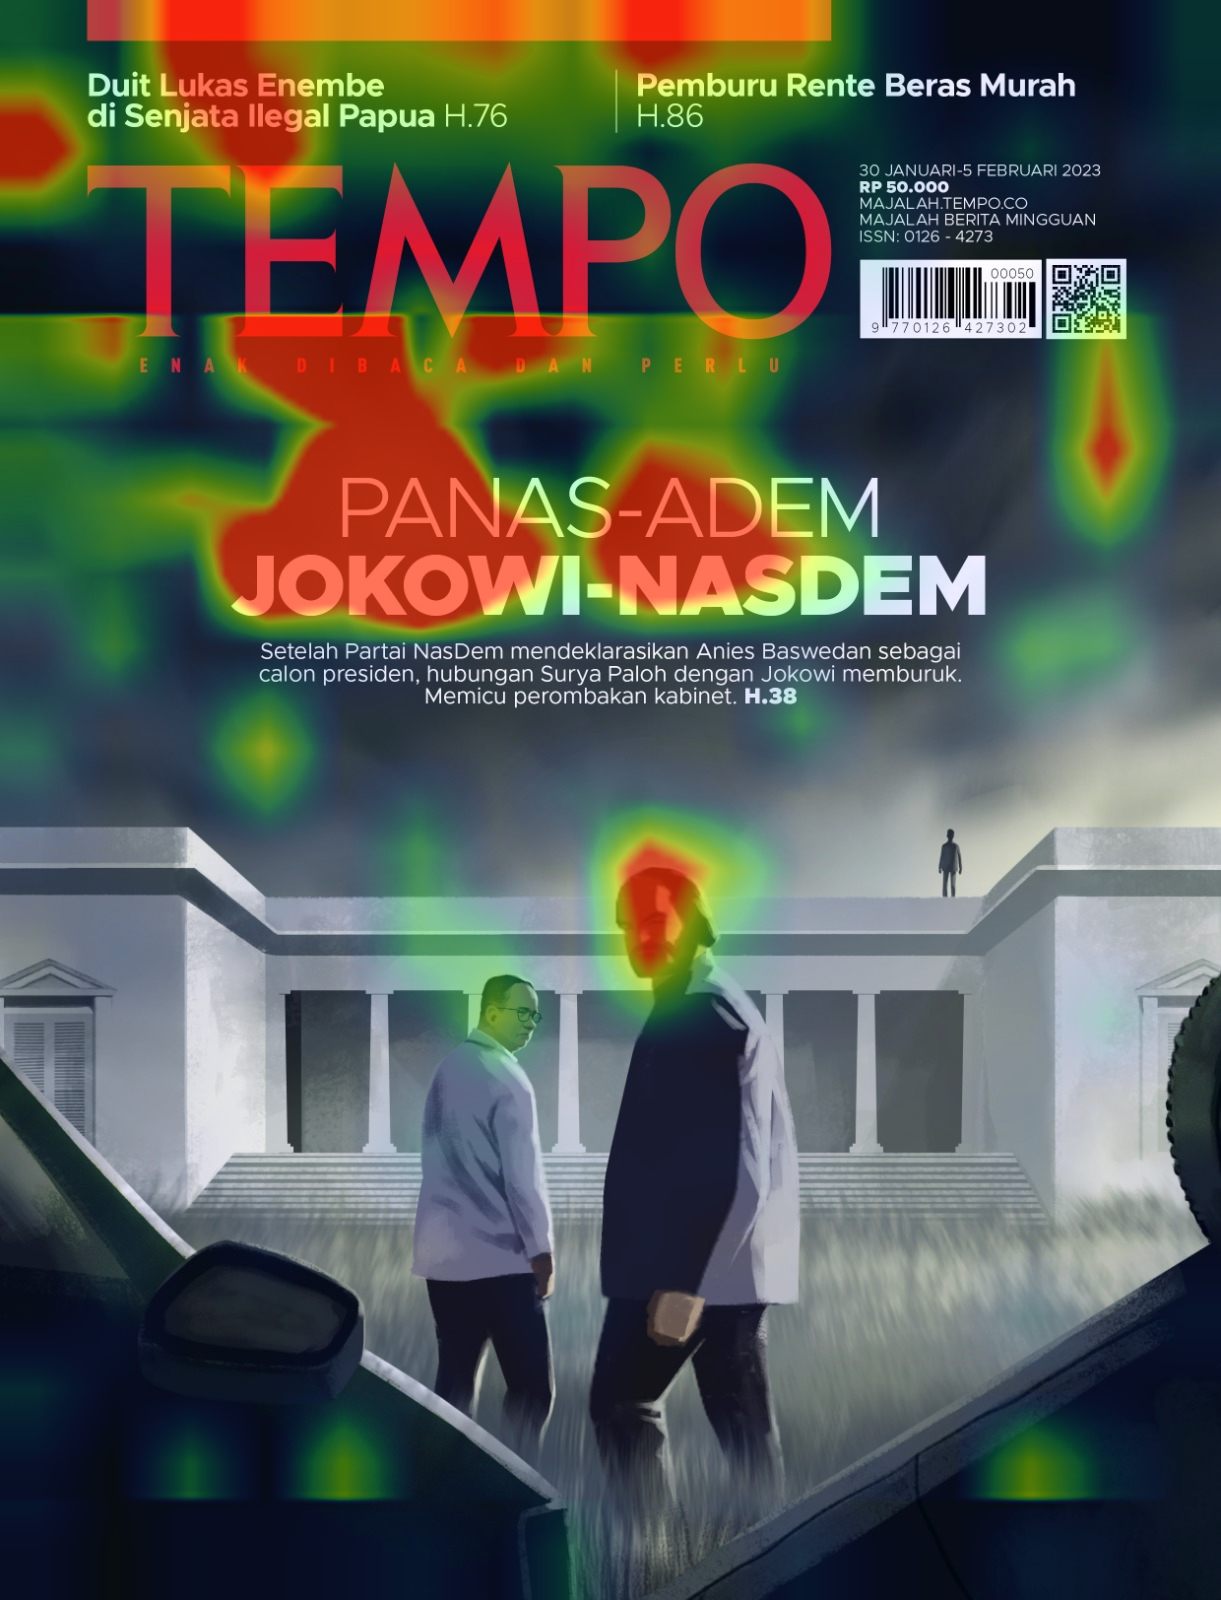 Duit Lukas Enembe
di Senjata Ilegal Papua H.76
Pemburu Rente Beras Murah
H.86
TEMPO
30 JANUARI-5 FEBRUARI 2023
RP 50.000
MAJALAH.TEMPO.CO
MAJALAH BERITA MINGGUAN
ISSN: 0126 - 4273
00050
9 770126 427302
ENAK DIBACA DAN PERLU
PANAS-ADEM
JOKOWI-NASDEM
Setelah Partai NasDem mendeklarasikan Anies Baswedan sebagai
calon presiden, hubungan Surya Paloh dengan Jokowi memburuk.
Memicu perombakan kabinet. H.38